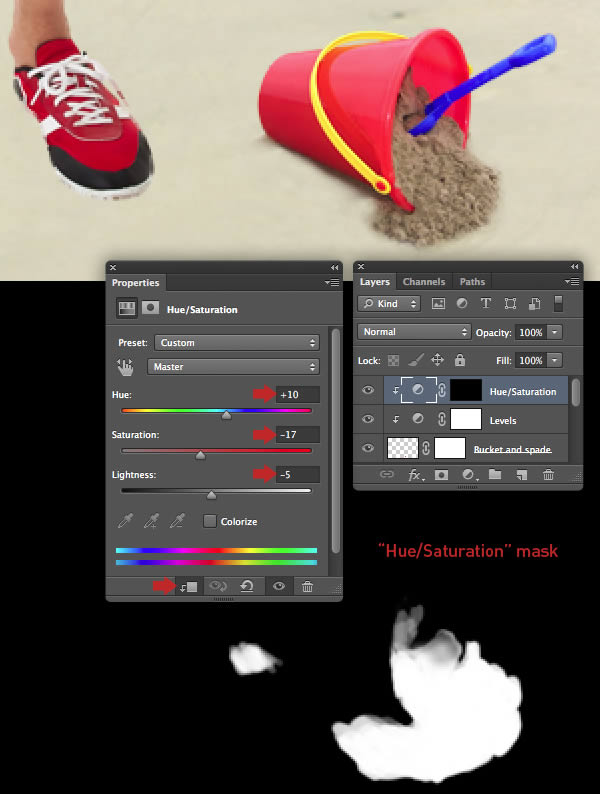 Properties
Hue/Saturation
Preset: Custom
Master
Hue: +10
Saturation: -17
Lightness: -5
Colorize
Layers Channels Paths
Kind
Normal Opacity: 100%
Lock: Fill: 100%
Hue/Saturation
Levels
Bucket and spade
fx
“Hue/Saturation” mask